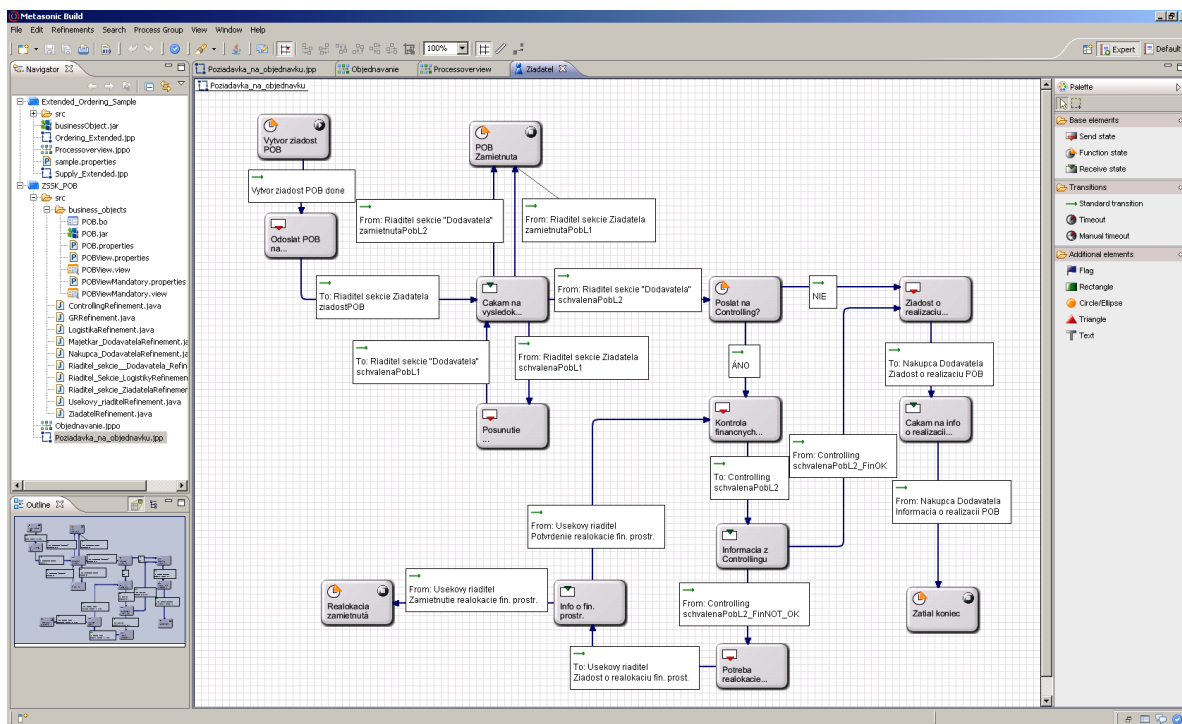 Metasonic Build
File Edit Refinements Search Process Group View Window Help
100%
Expert
Default
Navigator
Extended_Ordering_Sample
src
businessObject.jar
Ordering_Extended.jpp
Processoverview.jppo
sample.properties
Supply_Extended.jpp
ZSSK_POB
src
business_objects
POB.bo
POB.jar
POB.properties
POBView.properties
POBView.view
POBViewMandatory.properties
POBViewMandatory.view
ControllingRefinement.java
GRRefinement.java
LogistikaRefinement.java
Majetkar_DodavatelaRefinement.ja
Nakupca_DodavatelaRefinement.ja
Riaditel_sekcie__Dodavatela_Refin
Riaditel_Sekcie_LogistikyRefinement
Riaditel_sekcie_ZiadatelaRefinemer
Usekovy_riaditelRefinement.java
ZiadatelRefinement.java
Objednavanie.jppo
Poziadavka_na_objednavku.jpp
Outline
Poziadavka_na_objednavku.jpp
Objednavanie
Processoverview
Ziadatel
Poziadavka_na_objednavku
Vytvor ziadost
POB
POB
Zamietnuta
Vytvor ziadost POB done
From: Riaditel sekcie "Dodavatela"
zamietnutaPobL2
From: Riaditel sekcie Ziadatela
zamietnutaPobL1
Odoslat POB
na...
To: Riaditel sekcie Ziadatela
ziadostPOB
Cakam na
vysledok...
From: Riaditel sekcie "Dodavatela"
schvalenaPobL2
Poslat na
Controlling?
NIE
Ziadost o
realizaciu...
To: Riaditel sekcie "Dodavatela"
schvalenaPobL1
From: Riaditel sekcie Ziadatela
schvalenaPobL1
ÁNO
To: Nakupca Dodavatela
Ziadost o realizaciu POB
Posunutie
...
Kontrola
financnych...
Cakam na info
o realizacii...
To: Controlling
schvalenaPobL2
From: Controlling
schvalenaPobL2_FinOK
From: Nakupca Dodavatela
Informacia o realizacii POB
From: Usekovy riaditel
Potvrdenie realokacie fin. prostr.
Informacia z
Controllingu
Realokacia
zamietnutá
From: Usekovy riaditel
Zamietnutie realokacie fin. prostr.
Info o fin.
prostr.
From: Controlling
schvalenaPobL2_FinNOT_OK
Zatial koniec
To: Usekovy riaditel
Ziadost o realokaciu fin. prost.
Potreba
realokacie...
Palette
Base elements
Send state
Function state
Receive state
Transitions
Standard transition
Timeout
Manual timeout
Additional elements
Flag
Rectangle
Circle/Ellipse
Triangle
Text